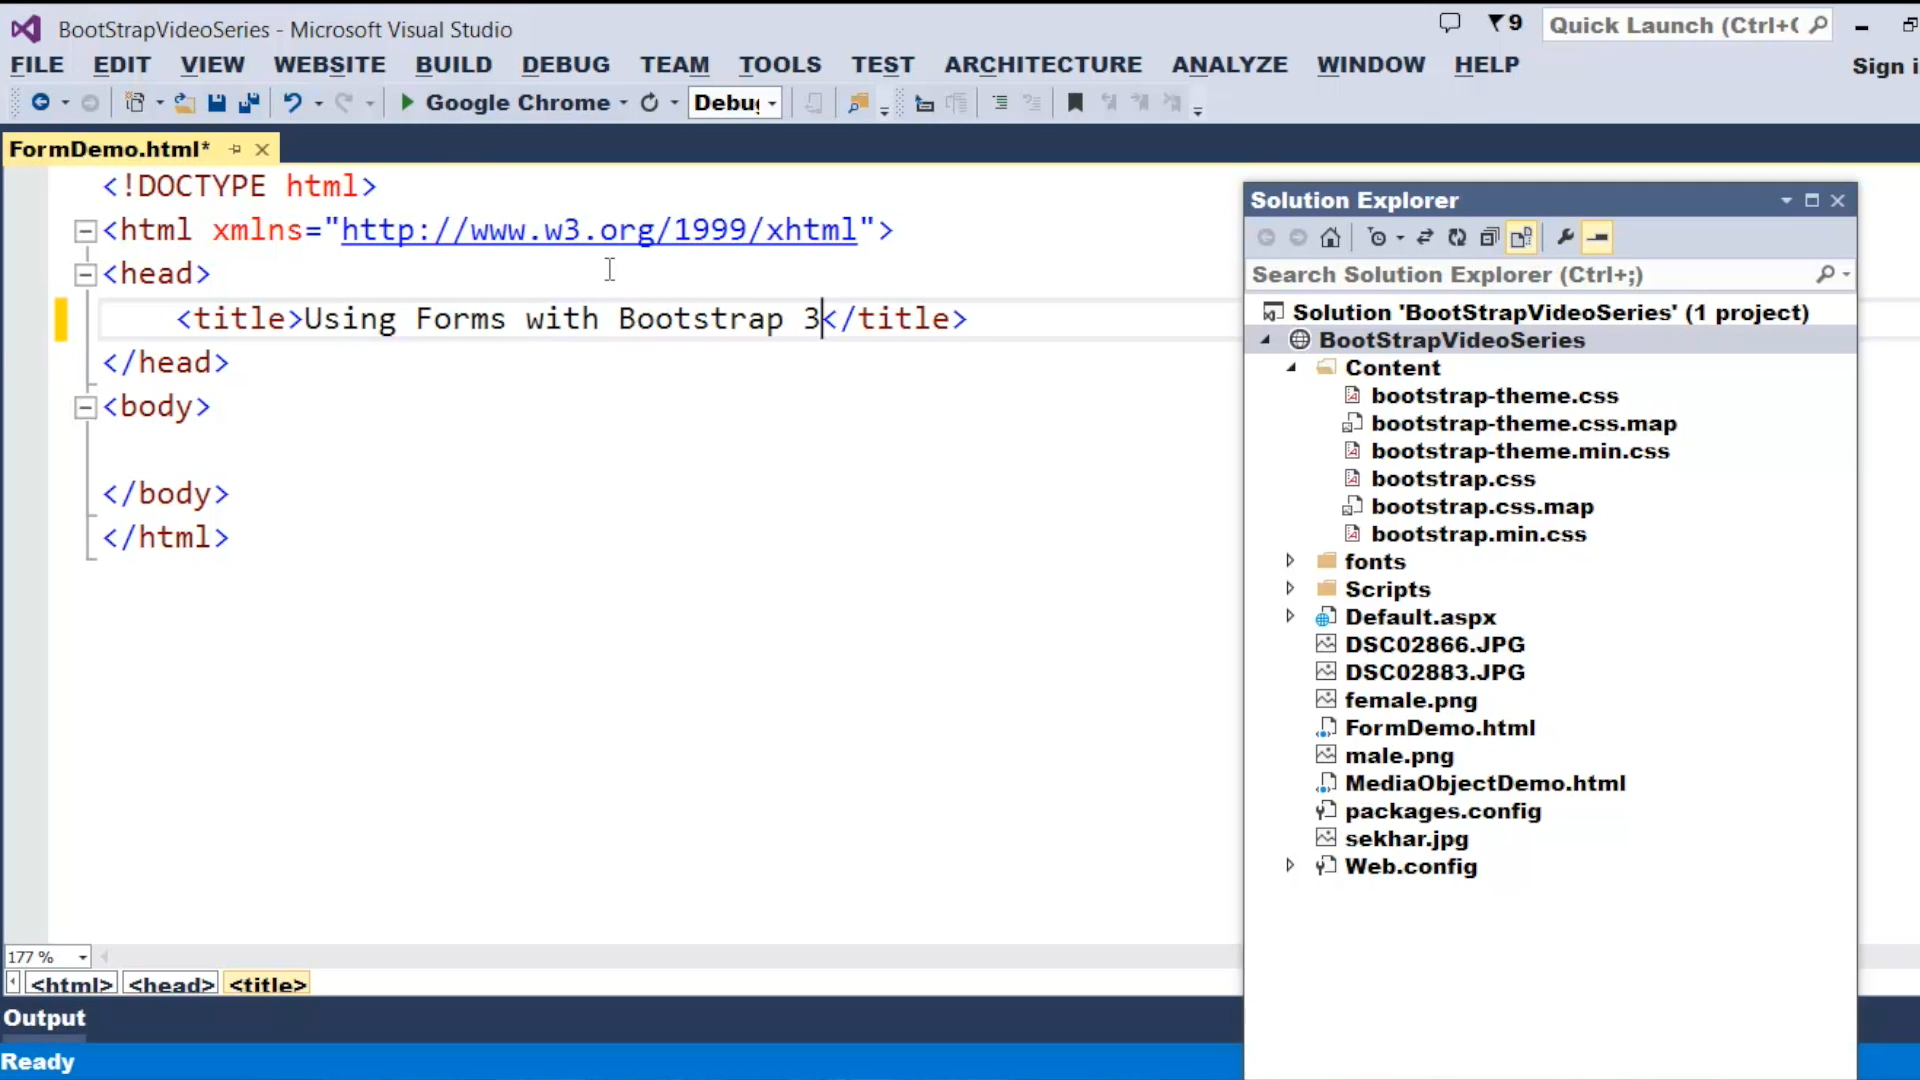 BootStrapVideoSeries - Microsoft Visual Studio
9
Quick Launch (Ctrl+(
FILE EDIT VIEW WEBSITE BUILD DEBUG TEAM TOOLS TEST ARCHITECTURE ANALYZE WINDOW HELP
Sign i
Google Chrome
Debug
FormDemo.html*
<!DOCTYPE html>
<html xmlns="http://www.w3.org/1999/xhtml">
<head>
<title>Using Forms with Bootstrap 3</title>
</head>
<body>
</body>
</html>
177 %
<html> <head> <title>
Output
Ready
Solution Explorer
Search Solution Explorer (Ctrl+;)
Solution 'BootStrapVideoSeries' (1 project)
BootStrapVideoSeries
Content
bootstrap-theme.css
bootstrap-theme.css.map
bootstrap-theme.min.css
bootstrap.css
bootstrap.css.map
bootstrap.min.css
fonts
Scripts
Default.aspx
DSC02866.JPG
DSC02883.JPG
female.png
FormDemo.html
male.png
MediaObjectDemo.html
packages.config
sekhar.jpg
Web.config